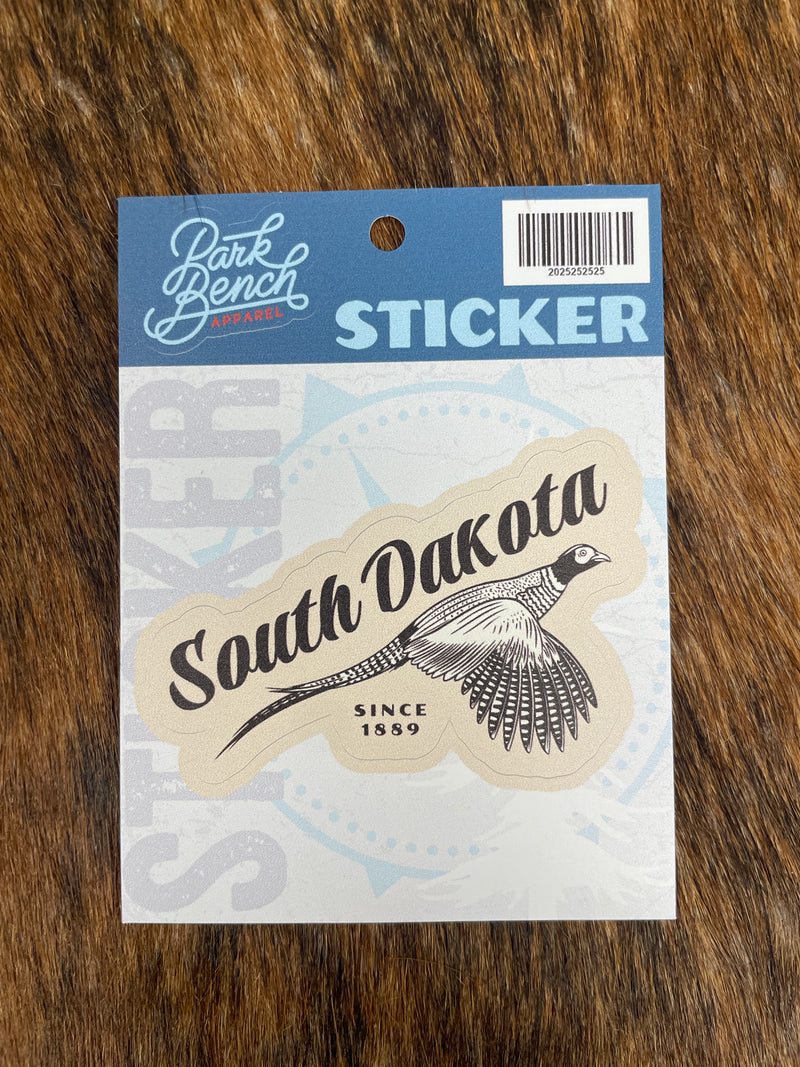 Park
Bench
APPAREL
2025252525
STICKER
STICKER
South Dakota
SINCE
1889